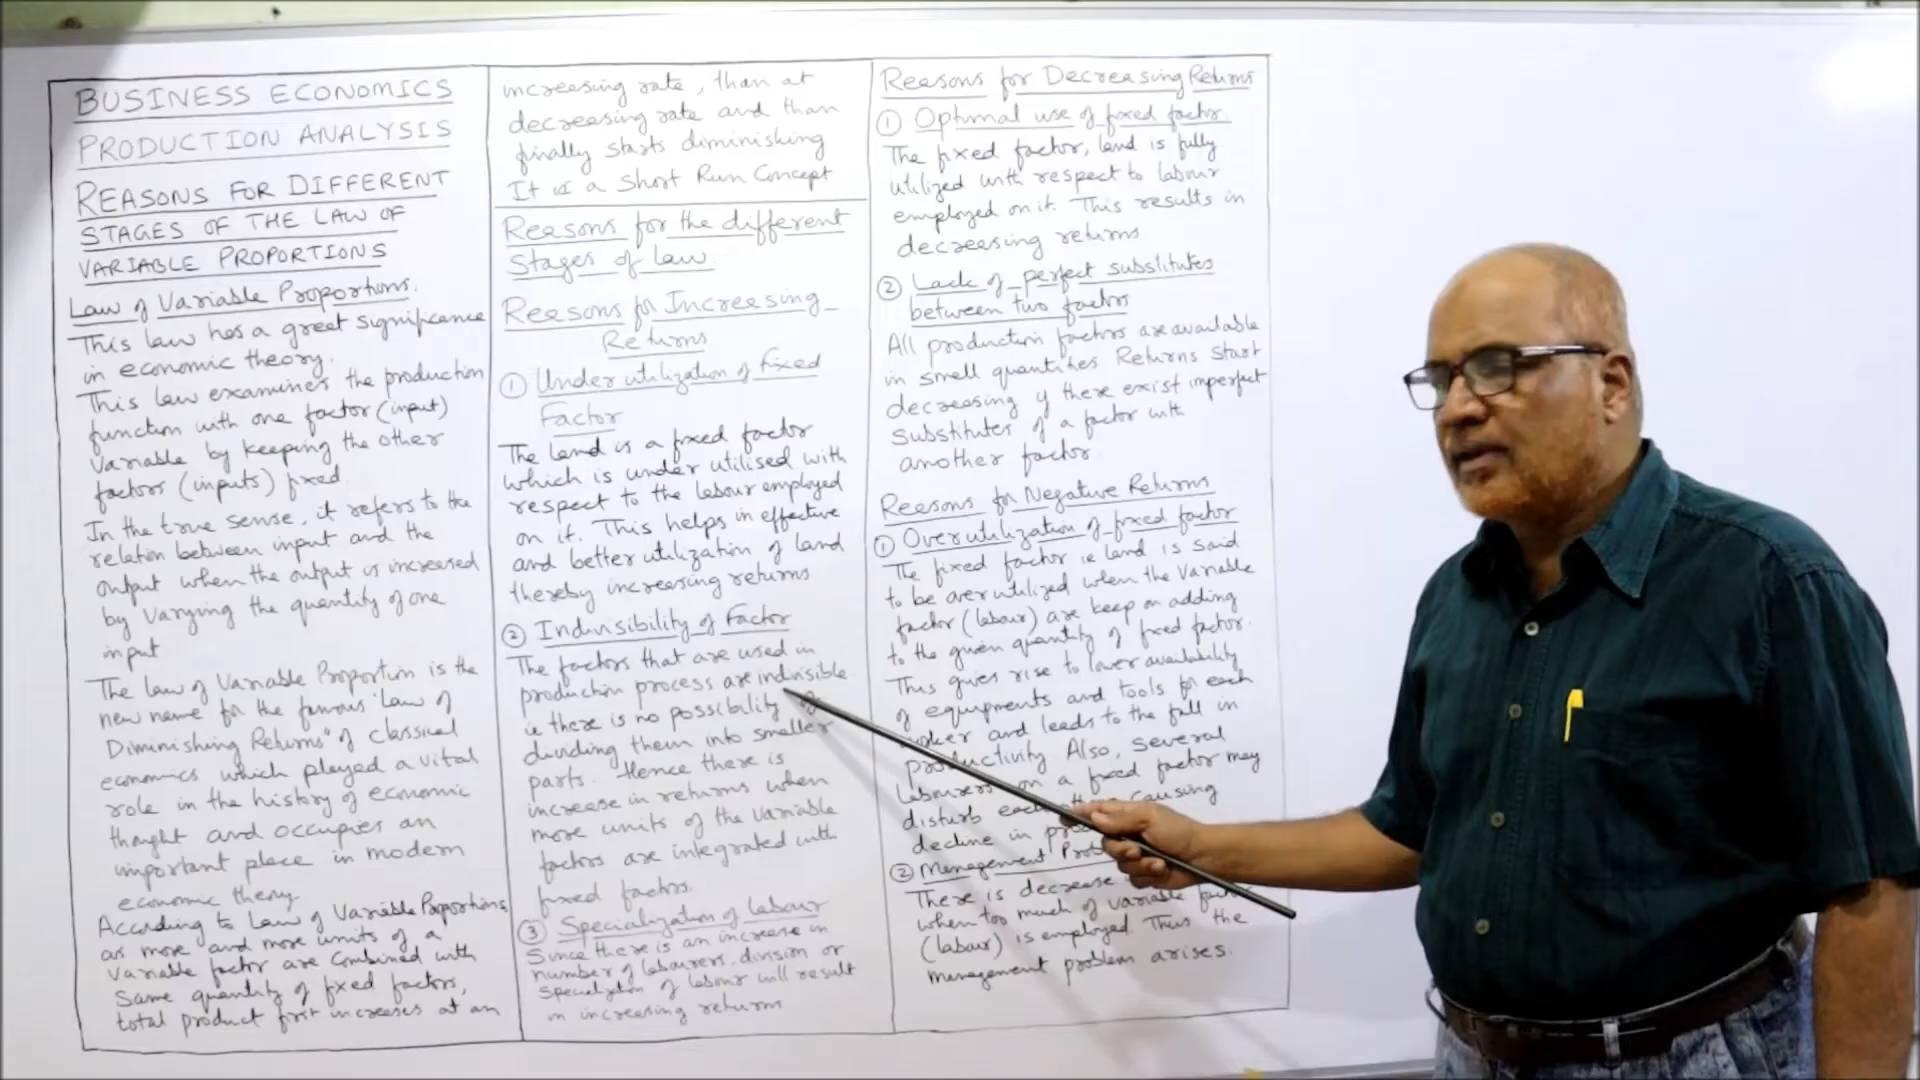 BUSINESS ECONOMICS
PRODUCTION ANALYSIS
REASONS FOR DIFFERENT
STAGES OF THE LAW OF
VARIABLE PROPORTIONS
Law of Variable Proportions.
This law has a great significance
in economic theory.
This law examines the production
function with one factor (input)
variable by keeping the other
factors (inputs) fixed.
In the true sense, it refers to the
relation between input and the
output when the output is increased
by varying the quantity of one
input
The law of Variable Proportion is the
new name for the famous "Law of
Diminishing Returns" of classical
economics which played a vital
role in the history of economic
thought and occupies an
important place in modern
economic theory
According to Law of Variable Proportions,
as more and more units of a
variable factor are combined with
same quantity of fixed factors,
total product first increases at an
increasing rate, than at
decreasing rate and than
finally starts diminishing
It is a Short Run Concept
Reasons for the different
Stages of Law.
Reasons for Increasing
Returns
① Under utilization of Fixed
Factor
The land is a fixed factor
which is under utilised with
respect to the labour employed
on it. This helps in effective
and better utilization of land
thereby increasing returns
② Indivisibility of Factor
The factors that are used in
production process are indivisible
ie there is no possibility of
dividing them into smaller
parts. Hence there is
increase in returns when
more units of the variable
factors are integrated with
fixed factors.
③ Specialization of labour
Since there is an increase in
number of labourers, division or
specialization of labour will result
in increasing returns
Reasons for Decreasing Returns
① Optimal use of fixed factor
The fixed factor, land is fully
utilized with respect to labour
employed on it. This results in
decreasing returns
② Lack of perfect substitutes
between two factors
All production factors are available
in small quantities Returns start
decreasing if there exist imperfect
substitutes of a factor with
another factor.
Reasons for Negative Returns
① Overutilization of fixed factor
The fixed factor ie land is said
to be over utilized when the variable
factor (labour) are keep on adding
to the given quantity of fixed factor.
This gives rise to lower availability
of equipments and tools for each
and leads to the fall in
productivity Also, several
labourers on a fixed factor may
disturb each causing
decline in
② Management
There is decrease
when too much of variable
(labour) is employed Thus the
management problem arises.